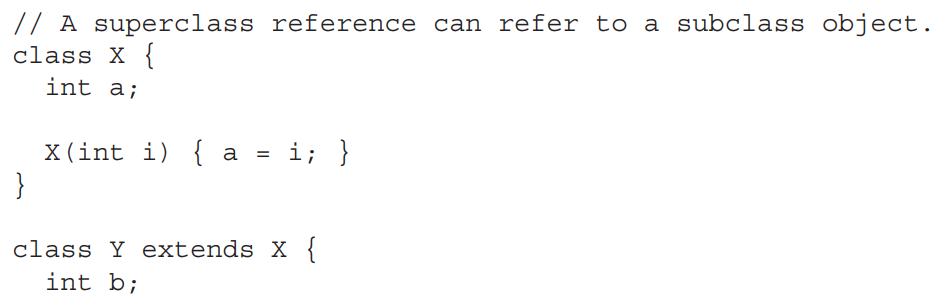 // A superclass reference can refer to a subclass object.
class X {
  int a;

  X(int i) { a = i; }
}

class Y extends X {
  int b;